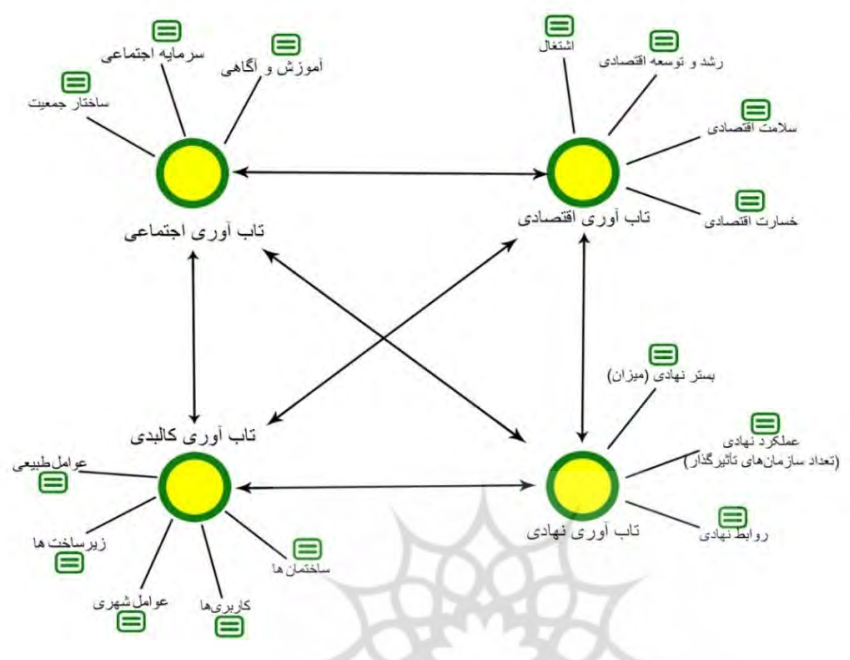 اشتغال
رشد و توسعه اقتصادی
سلامت اقتصادی
خسارت اقتصادی
تاب آوری اقتصادی
آموزش و آگاهی
سرمایه اجتماعی
ساختار جمعیت
تاب آوری اجتماعی
بستر نهادی (میزان)
عملکرد نهادی
(تعداد سازمان‌های تأثیرگذار)
روابط نهادی
تاب آوری نهادی
تاب آوری کالبدی
عوامل طبیعی
زیرساخت ها
عوامل شهری
کاربری‌ها
ساختمان ها